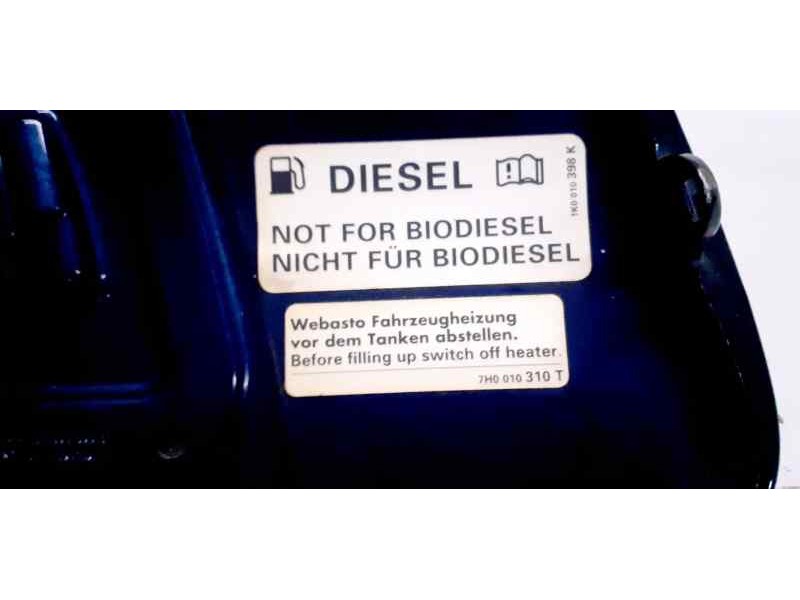 DIESEL
1K0 010 398 K
NOT FOR BIODIESEL
NICHT FÜR BIODIESEL
Webasto Fahrzeugheizung
vor dem Tanken abstellen.
Before filling up switch off heater.
7H0 010 310 T